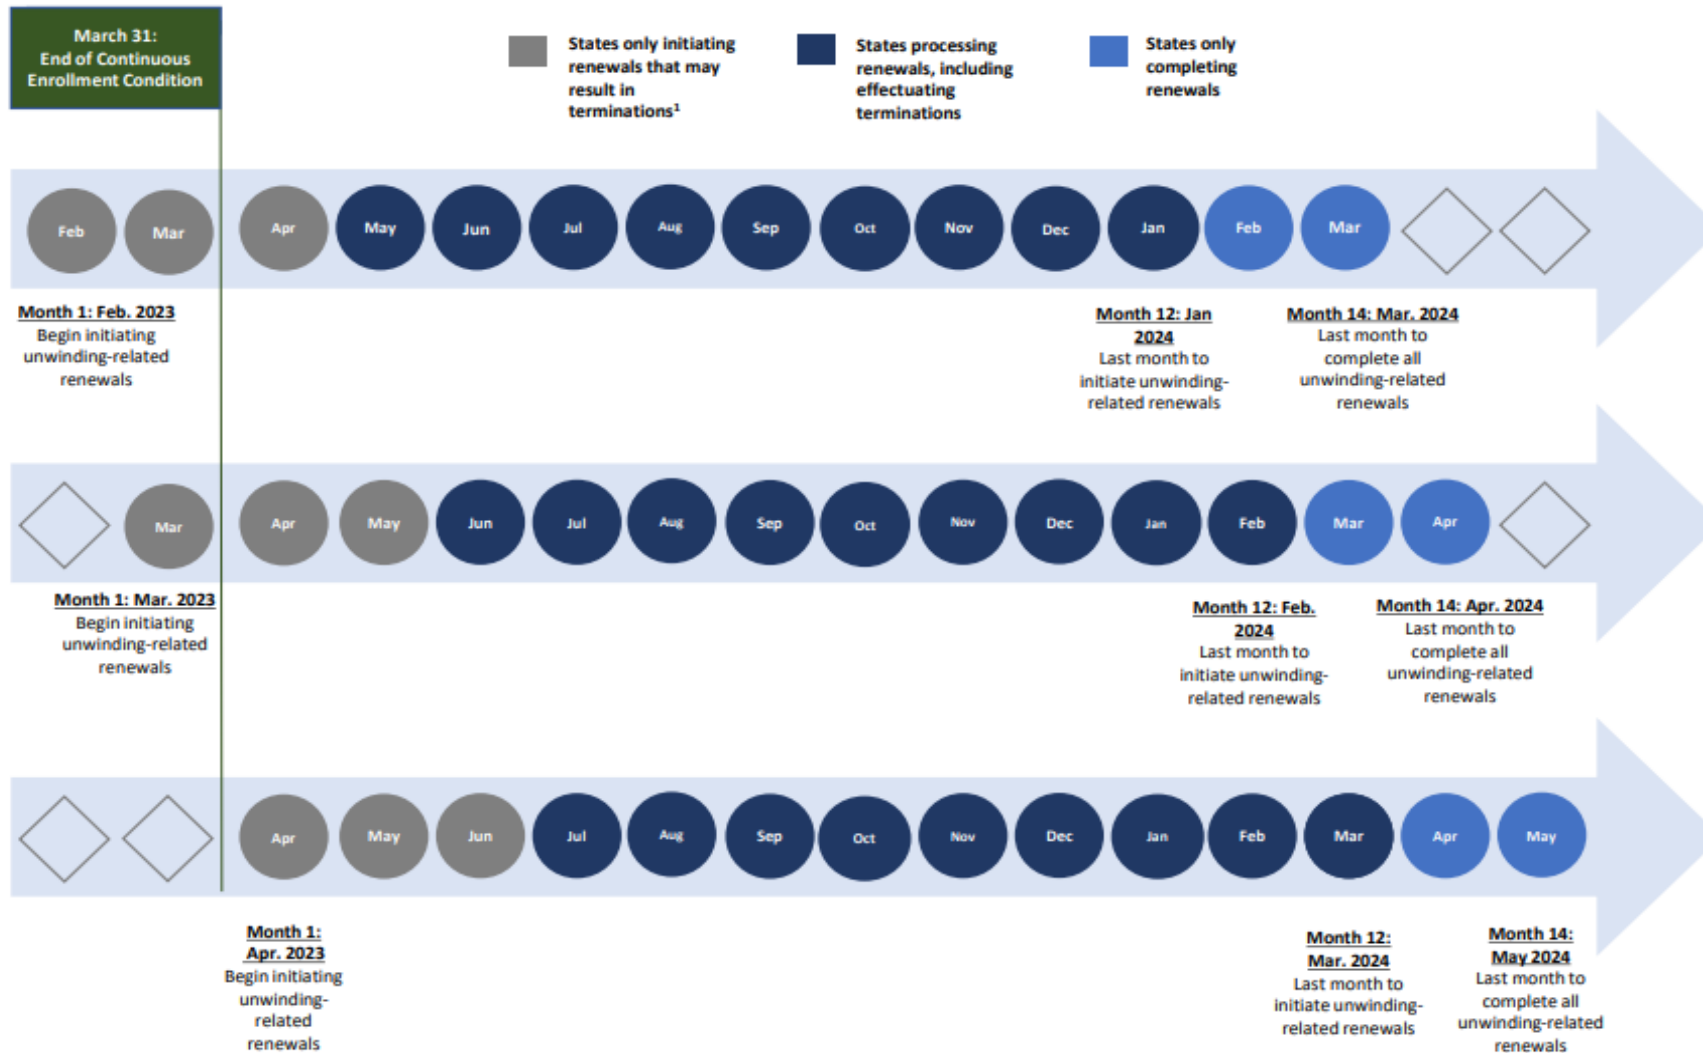 March 31:
End of Continuous
Enrollment Condition
States only initiating
renewals that may
result in
terminations¹
States processing
renewals, including
effectuating
terminations
States only
completing
renewals
Feb
Mar
Apr
May
Jun
Jul
Aug
Sep
Oct
Nov
Dec
Jan
Feb
Mar
Month 1: Feb. 2023
Begin initiating
unwinding-related
renewals
Month 12: Jan
2024
Last month to
initiate unwinding-
related renewals
Month 14: Mar. 2024
Last month to
complete all
unwinding-related
renewals
Mar
Apr
May
Jun
Jul
Aug
Sep
Oct
Nov
Dec
Jan
Feb
Mar
Apr
Month 1: Mar. 2023
Begin initiating
unwinding-related
renewals
Month 12: Feb.
2024
Last month to
initiate unwinding-
related renewals
Month 14: Apr. 2024
Last month to
complete all
unwinding-related
renewals
Apr
May
Jun
Jul
Aug
Sep
Oct
Nov
Dec
Jan
Feb
Mar
Apr
May
Month 1:
Apr. 2023
Begin initiating
unwinding-
related
renewals
Month 12:
Mar. 2024
Last month to
initiate unwinding-
related renewals
Month 14:
May 2024
Last month to
complete all
unwinding-related
renewals